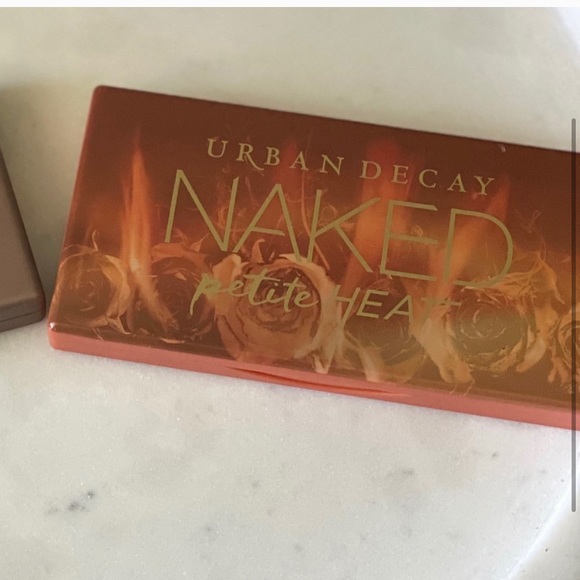 URBAN DECAY
NAKED
petite HEAT